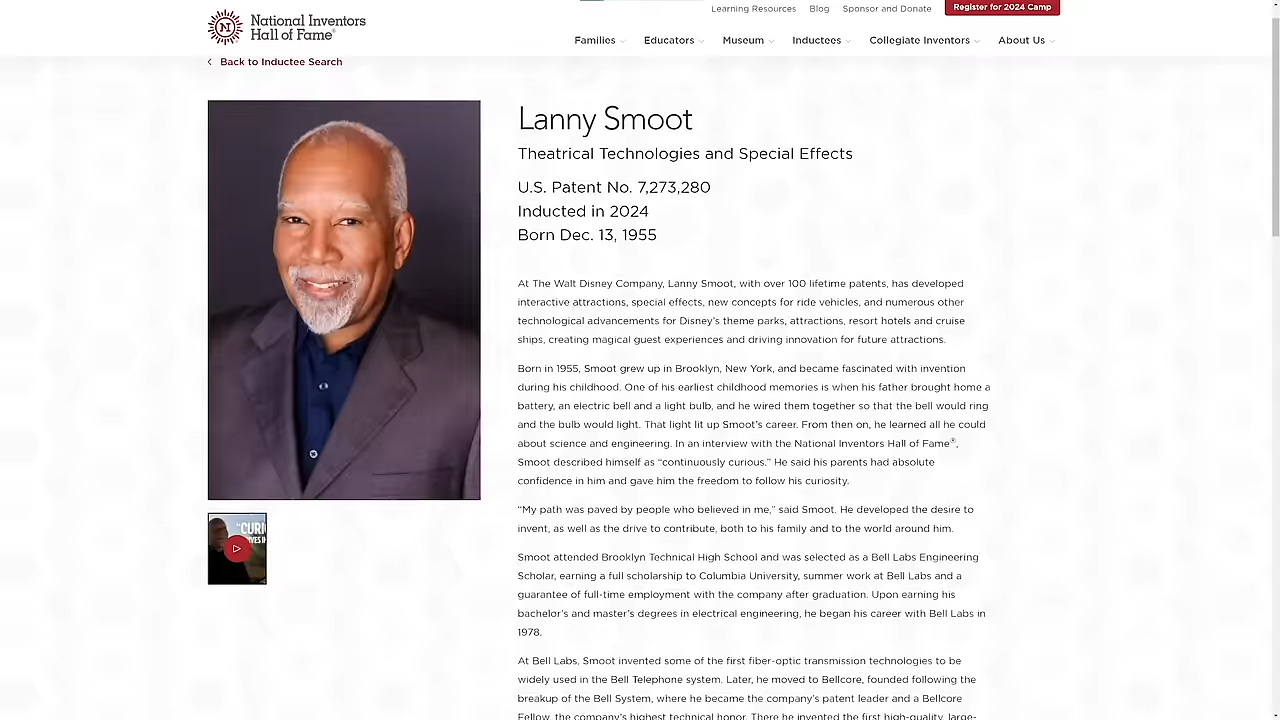 Learning Resources Blog Sponsor and Donate Register for 2024 Camp
National Inventors
Hall of Fame®
Families Educators Museum Inductees Collegiate Inventors About Us
Back to Inductee Search
Lanny Smoot
Theatrical Technologies and Special Effects
U.S. Patent No. 7,273,280
Inducted in 2024
Born Dec. 13, 1955
At The Walt Disney Company, Lanny Smoot, with over 100 lifetime patents, has developed
interactive attractions, special effects, new concepts for ride vehicles, and numerous other
technological advancements for Disney's theme parks, attractions, resort hotels and cruise
ships, creating magical guest experiences and driving innovation for future attractions.
Born in 1955, Smoot grew up in Brooklyn, New York, and became fascinated with invention
during his childhood. One of his earliest childhood memories is when his father brought home a
battery, an electric bell and a light bulb, and he wired them together so that the bell would ring
and the bulb would light. That light lit up Smoot's career. From then on, he learned all he could
about science and engineering. In an interview with the National Inventors Hall of Fame®,
Smoot described himself as “continuously curious.” He said his parents had absolute
confidence in him and gave him the freedom to follow his curiosity.
“My path was paved by people who believed in me,” said Smoot. He developed the desire to
invent, as well as the drive to contribute, both to his family and to the world around him.
Smoot attended Brooklyn Technical High School and was selected as a Bell Labs Engineering
Scholar, earning a full scholarship to Columbia University, summer work at Bell Labs and a
guarantee of full-time employment with the company after graduation. Upon earning his
bachelor's and master's degrees in electrical engineering, he began his career with Bell Labs in
1978.
At Bell Labs, Smoot invented some of the first fiber-optic transmission technologies to be
widely used in the Bell Telephone system. Later, he moved to Bellcore, founded following the
breakup of the Bell System, where he became the company's patent leader and a Bellcore
Fellow, the company's highest technical honor. There he invented the first high-quality, large-